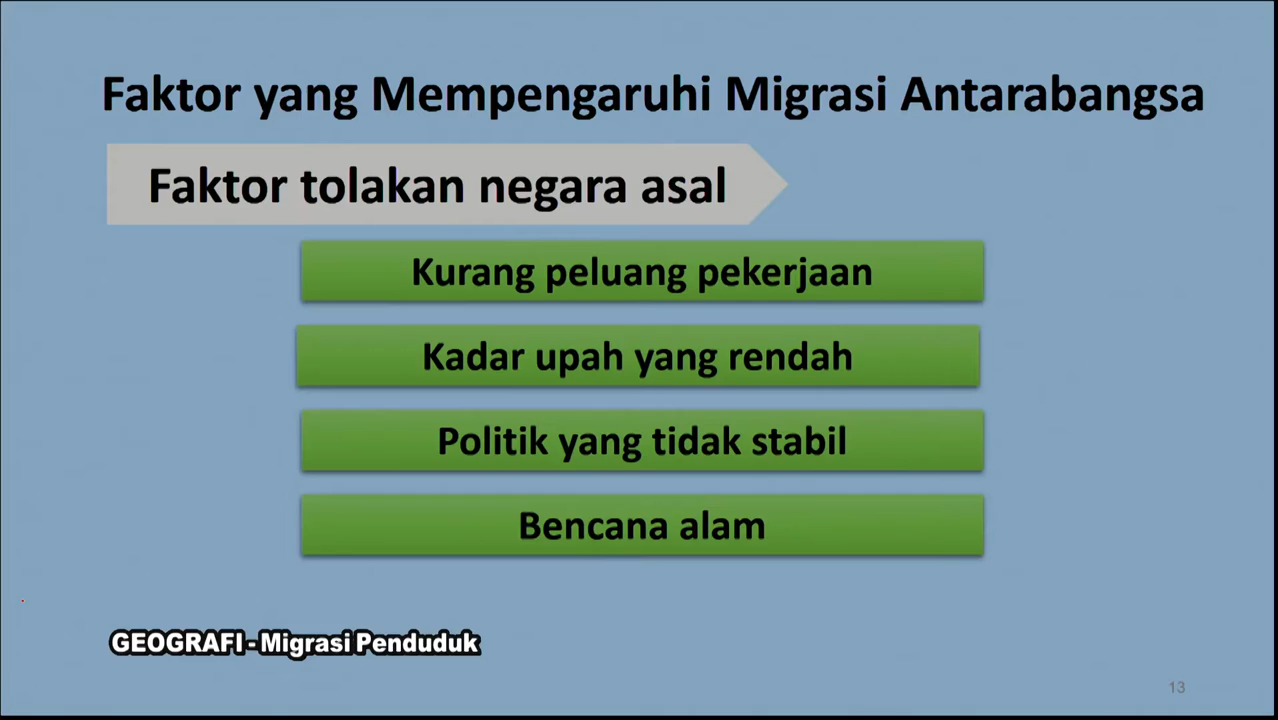 Faktor yang Mempengaruhi Migrasi Antarabangsa
Faktor tolakan negara asal
Kurang peluang pekerjaan
Kadar upah yang rendah
Politik yang tidak stabil
Bencana alam
GEOGRAFI - Migrasi Penduduk
13